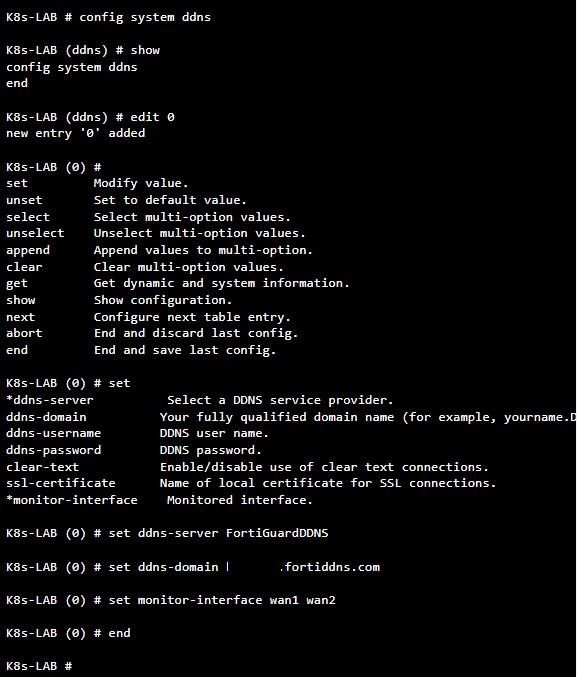 K8s-LAB # config system ddns
K8s-LAB (ddns) # show
config system ddns
end
K8s-LAB (ddns) # edit 0
new entry '0' added
K8s-LAB (0) #
set Modify value.
unset Set to default value.
select Select multi-option values.
unselect Unselect multi-option values.
append Append values to multi-option.
clear Clear multi-option values.
get Get dynamic and system information.
show Show configuration.
next Configure next table entry.
abort End and discard last config.
end End and save last config.
K8s-LAB (0) # set
*ddns-server Select a DDNS service provider.
ddns-domain Your fully qualified domain name (for example, yourname.D
ddns-username DDNS user name.
ddns-password DDNS password.
clear-text Enable/disable use of clear text connections.
ssl-certificate Name of local certificate for SSL connections.
*monitor-interface Monitored interface.
K8s-LAB (0) # set ddns-server FortiGuardDDNS
K8s-LAB (0) # set ddns-domain .fortiddns.com
K8s-LAB (0) # set monitor-interface wan1 wan2
K8s-LAB (0) # end
K8s-LAB #